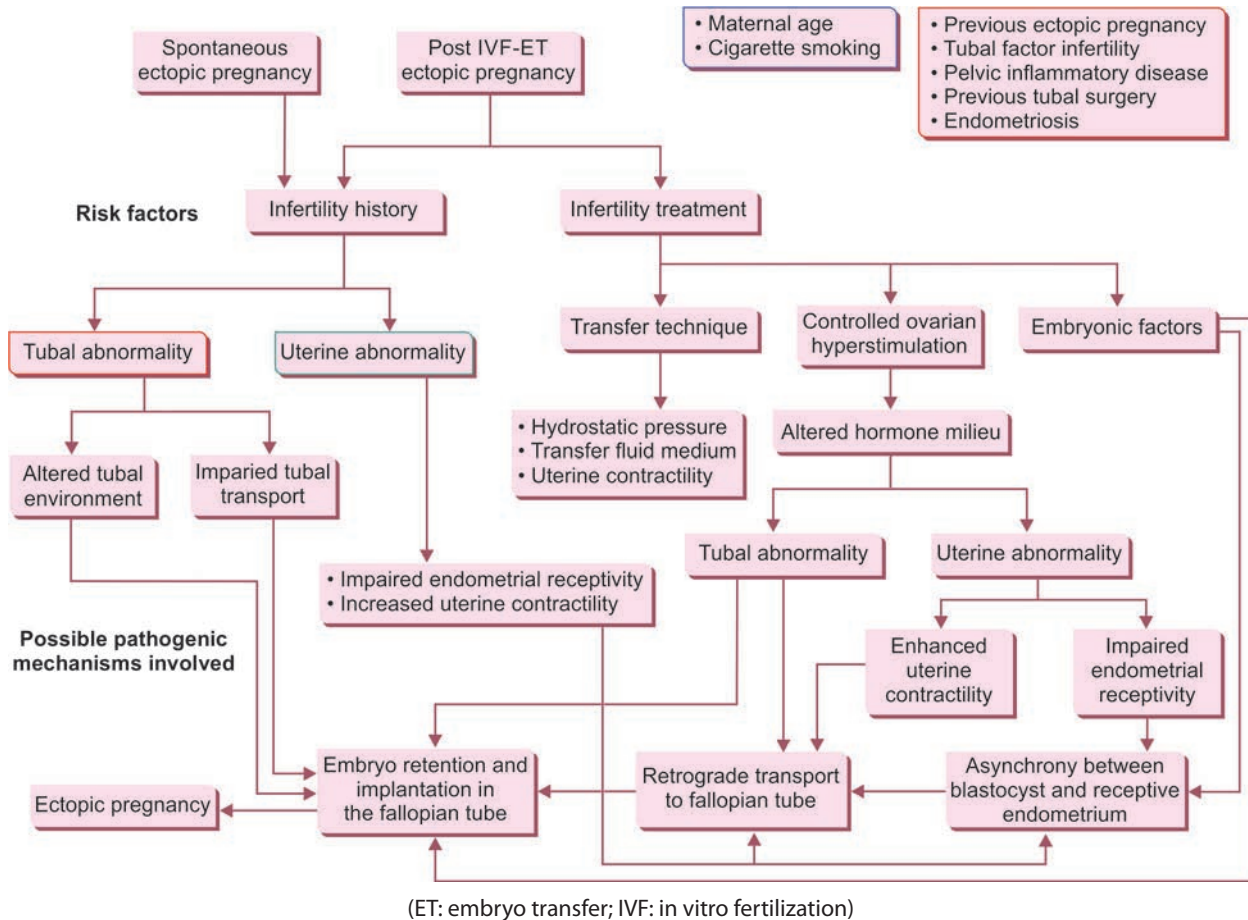 Spontaneous
ectopic pregnancy
Post IVF-ET
ectopic pregnancy
• Maternal age
• Cigarette smoking
• Previous ectopic pregnancy
• Tubal factor infertility
• Pelvic inflammatory disease
• Previous tubal surgery
• Endometriosis
Risk factors
Infertility history
Infertility treatment
Tubal abnormality
Uterine abnormality
Transfer technique
Controlled ovarian
hyperstimulation
Embryonic factors
Altered tubal
environment
Imparied tubal
transport
• Hydrostatic pressure
• Transfer fluid medium
• Uterine contractility
Altered hormone milieu
Tubal abnormality
Uterine abnormality
• Impaired endometrial receptivity
• Increased uterine contractility
Possible pathogenic
mechanisms involved
Enhanced
uterine
contractility
Impaired
endometrial
receptivity
Ectopic pregnancy
Embryo retention and
implantation in
the fallopian tube
Retrograde transport
to fallopian tube
Asynchrony between
blastocyst and receptive
endometrium
(ET: embryo transfer; IVF: in vitro fertilization)